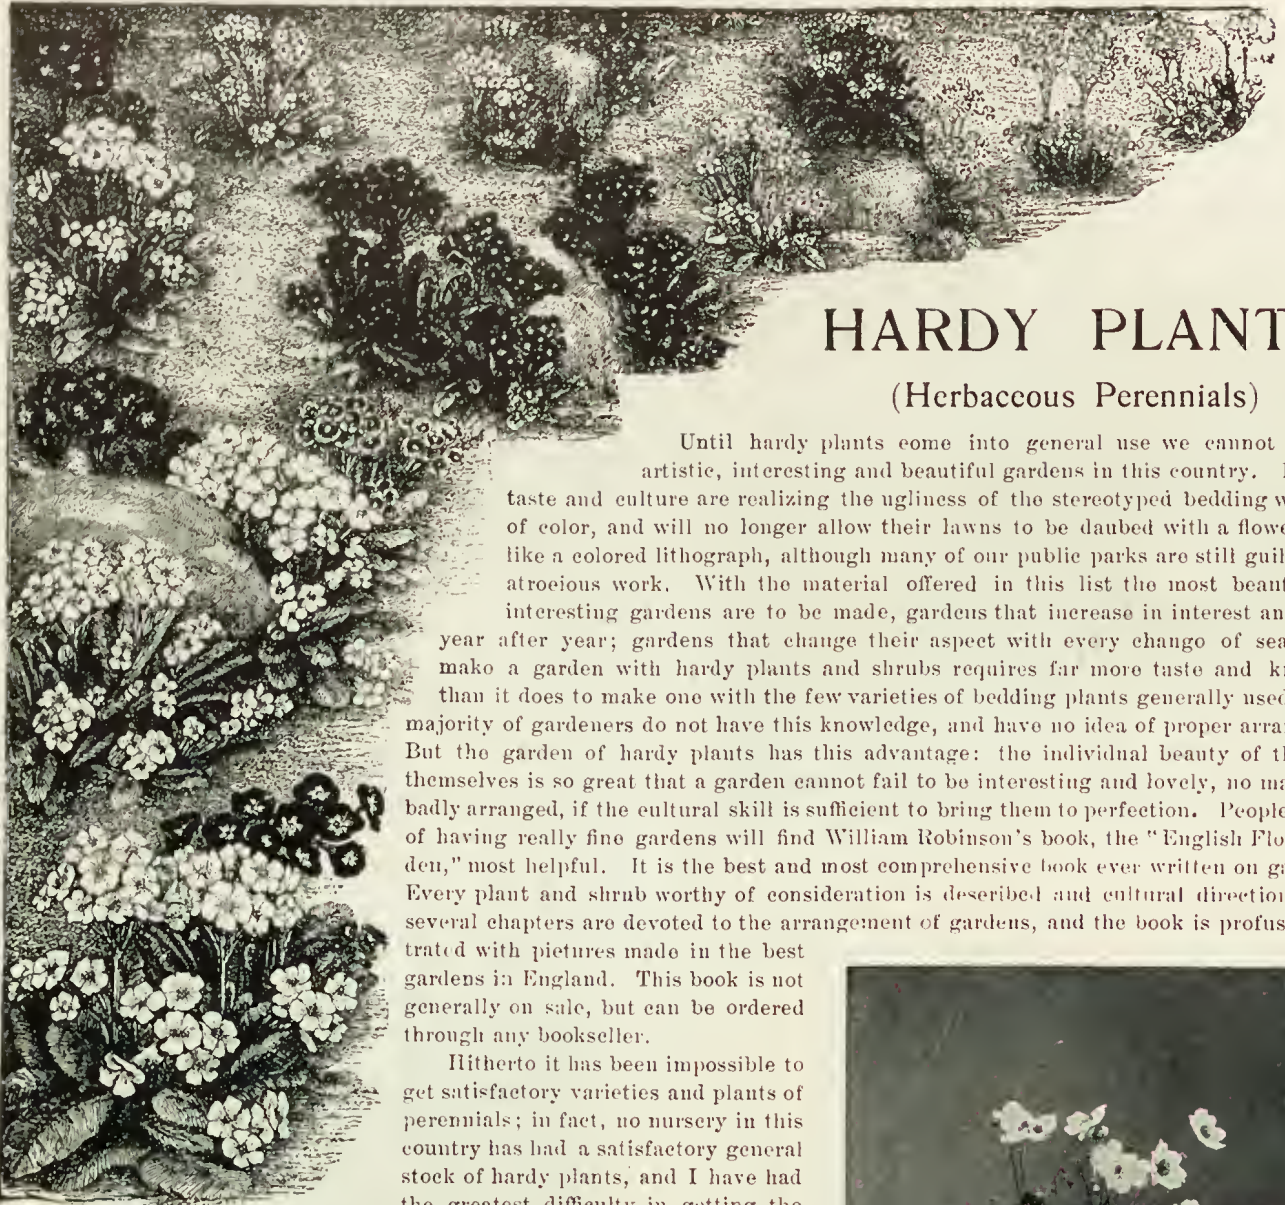 HARDY PLANT
(Herbaceous Perennials)
Until hardy plants come into general use we cannot
artistic, interesting and beautiful gardens in this country.
taste and culture are realizing the ugliness of the stereotyped bedding w
of color, and will no longer allow their lawns to be daubed with a flowe
like a colored lithograph, although many of our public parks are still guil
atrocious work. With the material offered in this list the most beaut
interesting gardens are to be made, gardens that increase in interest an
year after year; gardens that change their aspect with every change of sea
make a garden with hardy plants and shrubs requires far more taste and k
than it does to make one with the few varieties of bedding plants generally used
majority of gardeners do not have this knowledge, and have no idea of proper arra
But the garden of hardy plants has this advantage: the individual beauty of th
themselves is so great that a garden cannot fail to be interesting and lovely, no ma
badly arranged, if the cultural skill is sufficient to bring them to perfection. People
of having really fine gardens will find William Robinson's book, the "English Flo
den," most helpful. It is the best and most comprehensive book ever written on ga
Every plant and shrub worthy of consideration is described and cultural direction
several chapters are devoted to the arrangement of gardens, and the book is profus
trated with pictures made in the best
gardens in England. This book is not
generally on sale, but can be ordered
through any bookseller.
Hitherto it has been impossible to
get satisfactory varieties and plants of
perennials; in fact, no nursery in this
country has had a satisfactory general
stock of hardy plants, and I have had
the greatest difficulty in getting the